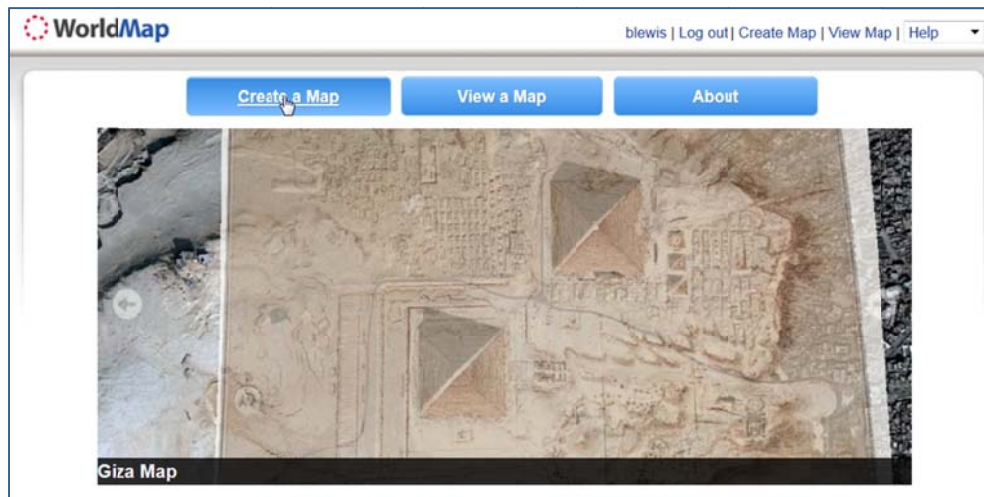 WorldMap
blewis | Log out | Create Map | View Map | Help
Create a Map
View a Map
About
Giza Map